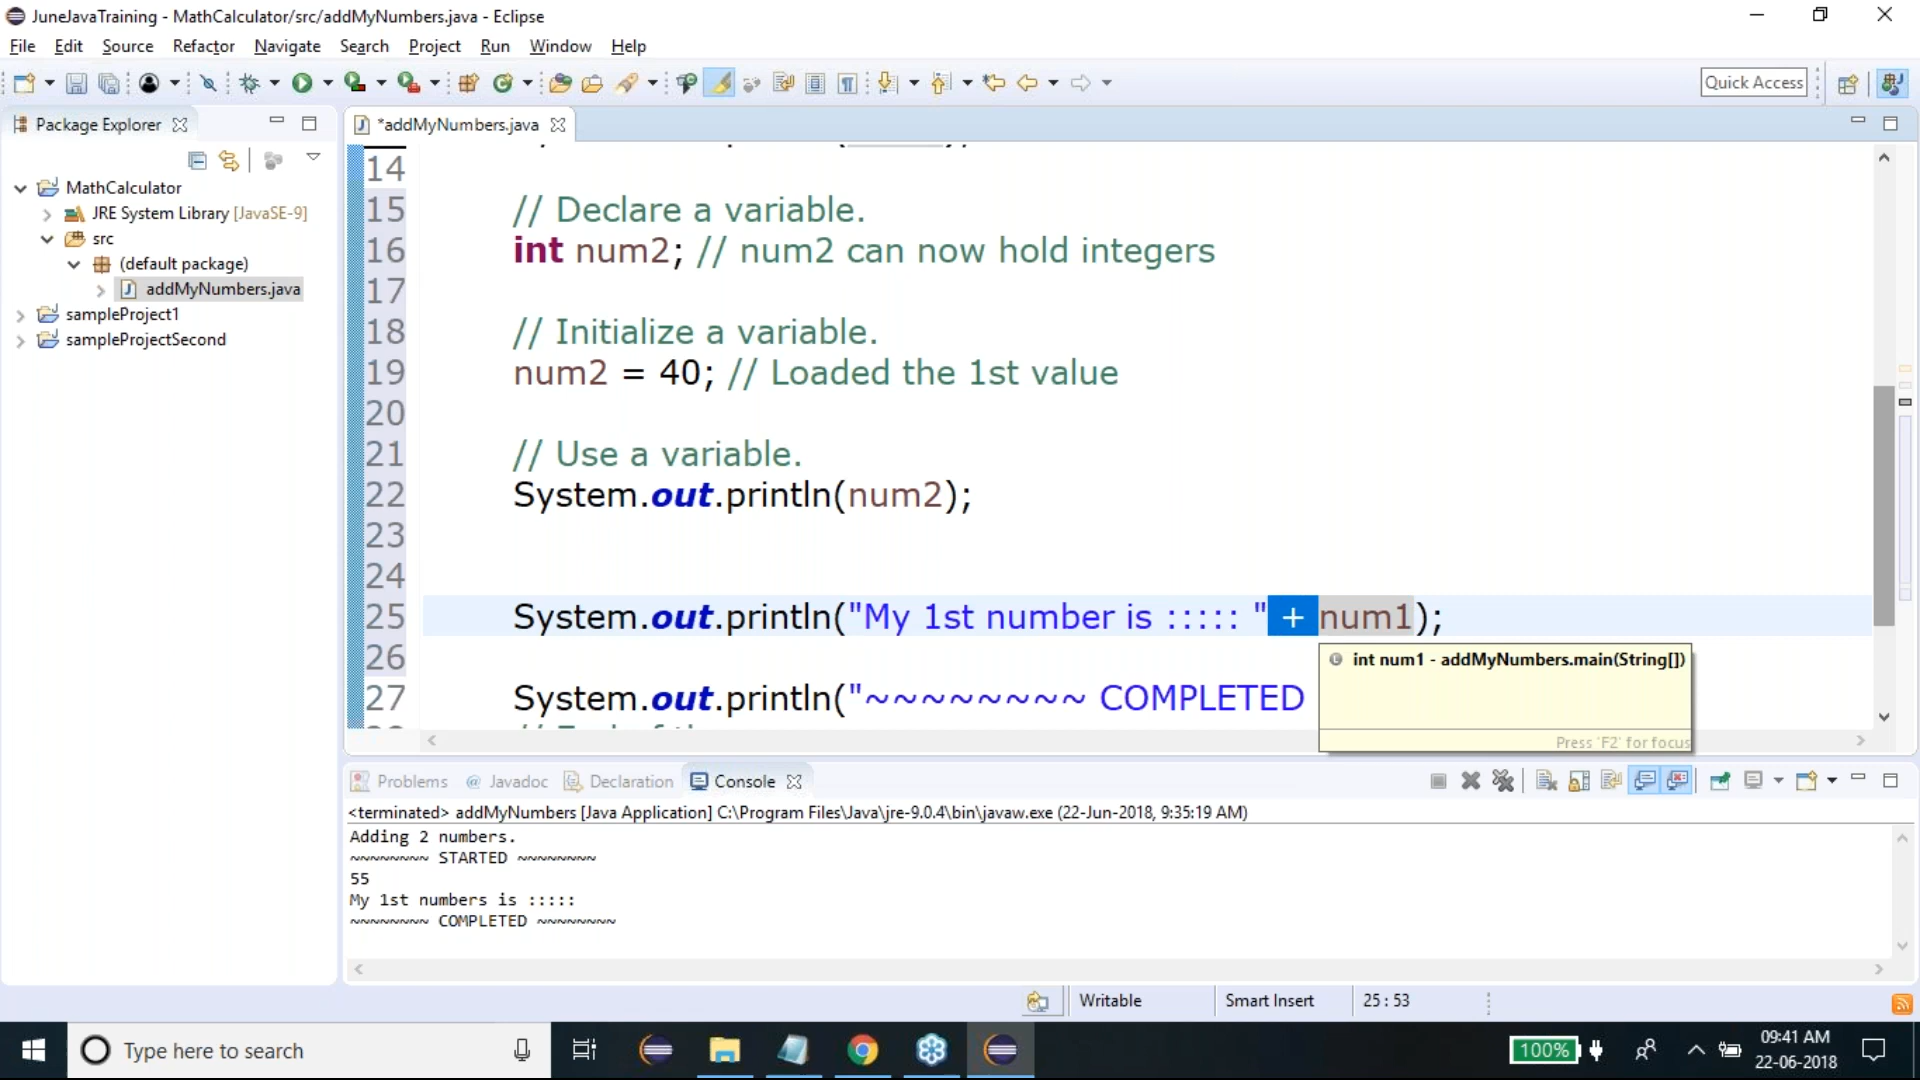 JuneJavaTraining - MathCalculator/src/addMyNumbers.java - Eclipse
File Edit Source Refactor Navigate Search Project Run Window Help
Quick Access
Package Explorer
*addMyNumbers.java
MathCalculator
JRE System Library [JavaSE-9]
src
(default package)
addMyNumbers.java
sampleProject1
sampleProjectSecond
14
15 // Declare a variable.
16 int num2; // num2 can now hold integers
17
18 // Initialize a variable.
19 num2 = 40; // Loaded the 1st value
20
21 // Use a variable.
22 System.out.println(num2);
23
24
25 System.out.println("My 1st number is ::::: " + num1);
26
int num1 - addMyNumbers.main(String[])
27 System.out.println("~~~~~~~~ COMPLETED
Press 'F2' for focus
Problems @ Javadoc Declaration Console
<terminated> addMyNumbers [Java Application] C:\Program Files\Java\jre-9.0.4\bin\javaw.exe (22-Jun-2018, 9:35:19 AM)
Adding 2 numbers.
~~~~~~~~ STARTED ~~~~~~~~
55
My 1st numbers is :::::
~~~~~~~~ COMPLETED ~~~~~~~~
Writable Smart Insert 25 : 53
Type here to search
100%
09:41 AM
22-06-2018